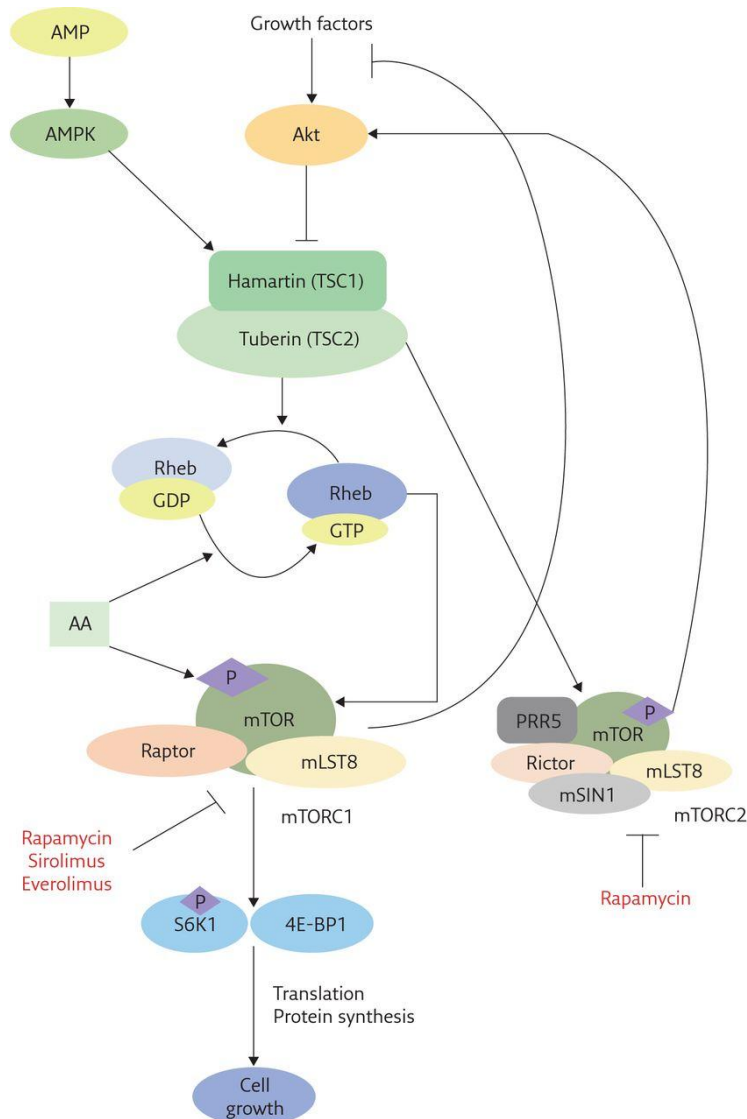 AMP
Growth factors
AMPK
Akt
Hamartin (TSC1)
Tuberin (TSC2)
Rheb
GDP
Rheb
GTP
AA
P
mTOR
Raptor
mLST8
mTORC1
PRR5
mTOR
P
Rictor
mLST8
mSIN1
mTORC2
Rapamycin
Sirolimus
Everolimus
Rapamycin
P
S6K1
4E-BP1
Translation
Protein synthesis
Cell
growth